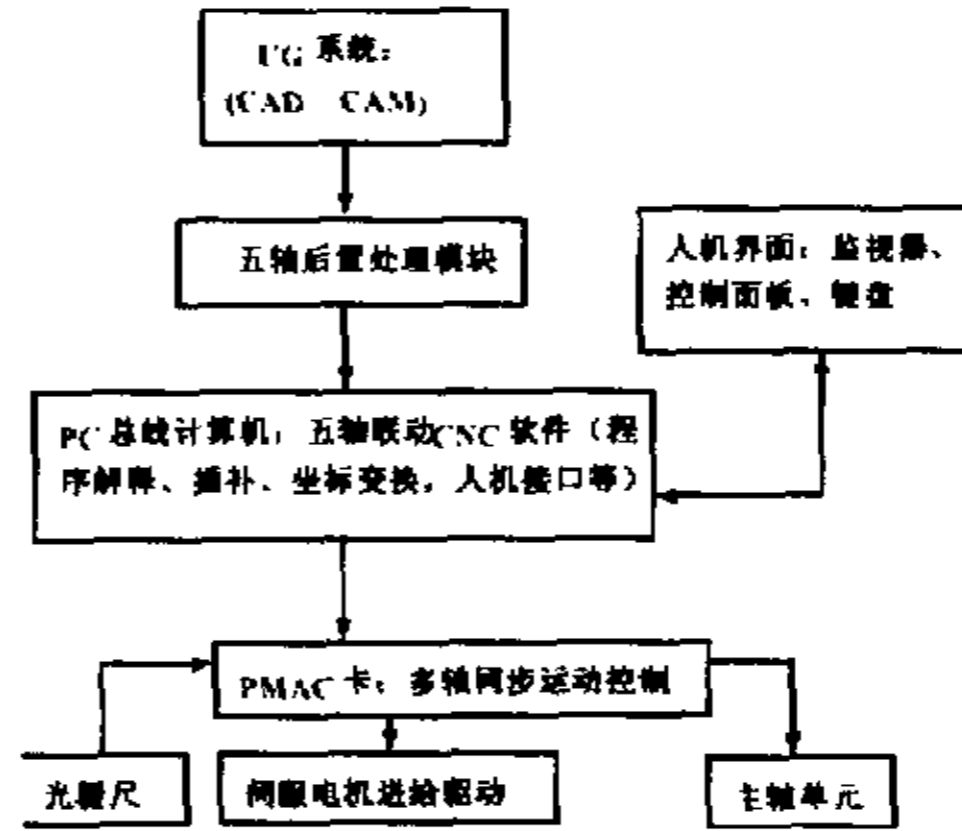 UG 系统:
(CAD CAM)
五轴后置处理模块
人机界面:监视器、
控制面板、键盘
PC 总线计算机:五轴联动CNC 软件(程
序解释、插补、坐标变换,人机接口等)
PMAC 卡:多轴同步运动控制
光栅尺
伺服电机进给驱动
主轴单元